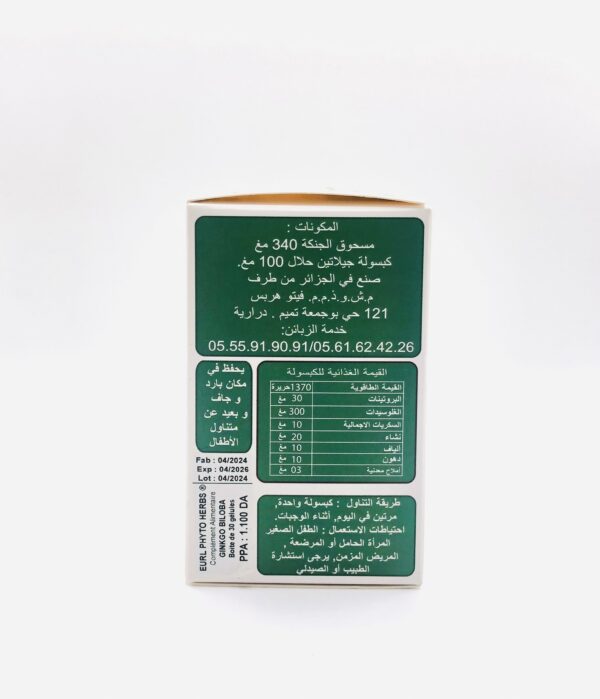 المكونات :
مسحوق الجنكة 340 مغ
كبسولة جيلاتين حلال 100 مغ.
صنع في الجزائر من طرف
م.ش.و.ذ.م.م. فيتو هربس
121 حي بوجمعة تميم . درارية
خدمة الزبائن:
05.55.91.90.91/05.61.62.42.26
يحفظ في
مكان بارد
و جاف
و بعيد عن
متناول
الأطفال
القيمة الغذائية للكبسولة
القيمة الطاقوية 1370حريرة
البروتينات 30 مغ
الغلوسيدات 300 مغ
السكريات الاجمالية 10 مغ
نشاء 20 مغ
ألياف 10 مغ
دهون 10 مغ
أملاح معدنية 03 مغ
Fab : 04/2024
Exp : 04/2026
Lot : 04/2024
EURL PHYTO HERBS ®
Complément Alimentaire
GINKGO BILOBA
Boite de 30 gélules
PPA : 1.100 DA
طريقة التناول : كبسولة واحدة,
مرتين في اليوم, أثناء الوجبات.
احتياطات الاستعمال : الطفل الصغير
المرأة الحامل أو المرضعة ,
المريض المزمن, يرجى استشارة
الطبيب أو الصيدلي